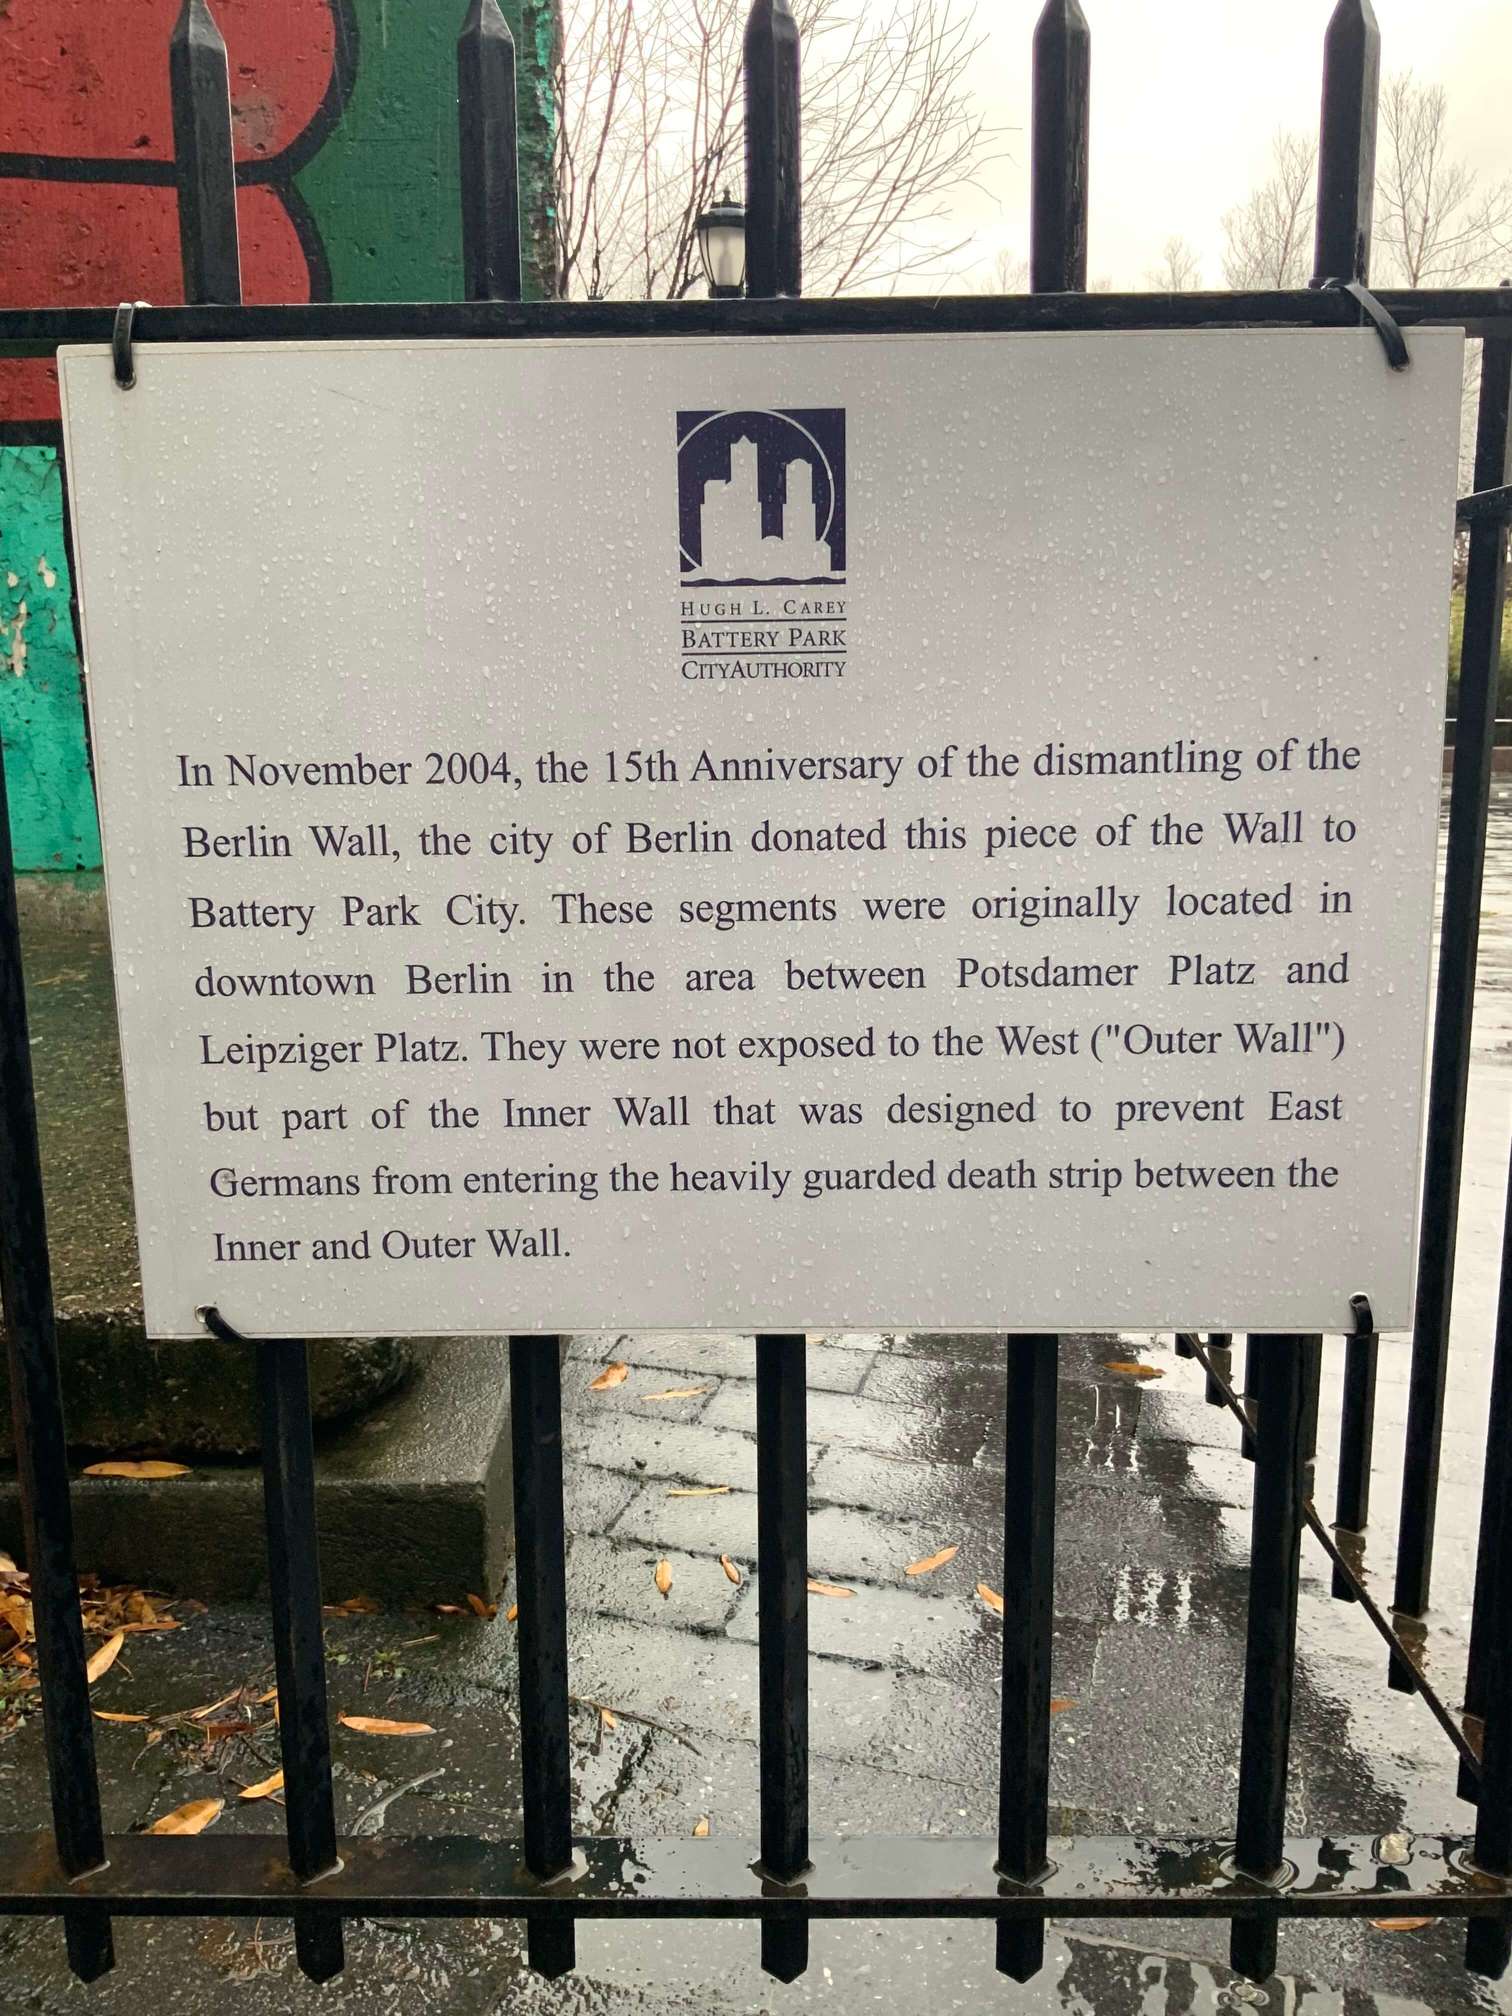 HUGH L. CAREY
BATTERY PARK
CITY AUTHORITY
In November 2004, the 15th Anniversary of the dismantling of the
Berlin Wall, the city of Berlin donated this piece of the Wall to
Battery Park City. These segments were originally located in
downtown Berlin in the area between Potsdamer Platz and
Leipziger Platz. They were not exposed to the West ("Outer Wall")
but part of the Inner Wall that was designed to prevent East
Germans from entering the heavily guarded death strip between the
Inner and Outer Wall.